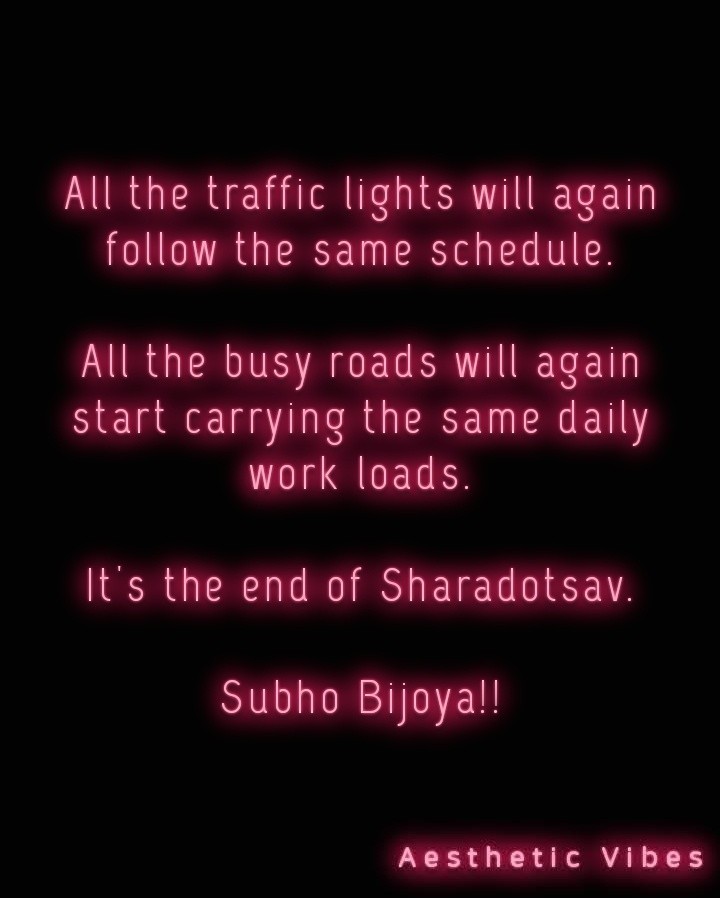 All the traffic lights will again
follow the same schedule.
All the busy roads will again
start carrying the same daily
work loads.
It's the end of Sharadotsav.
Subho Bijoya!!
Aesthetic Vibes